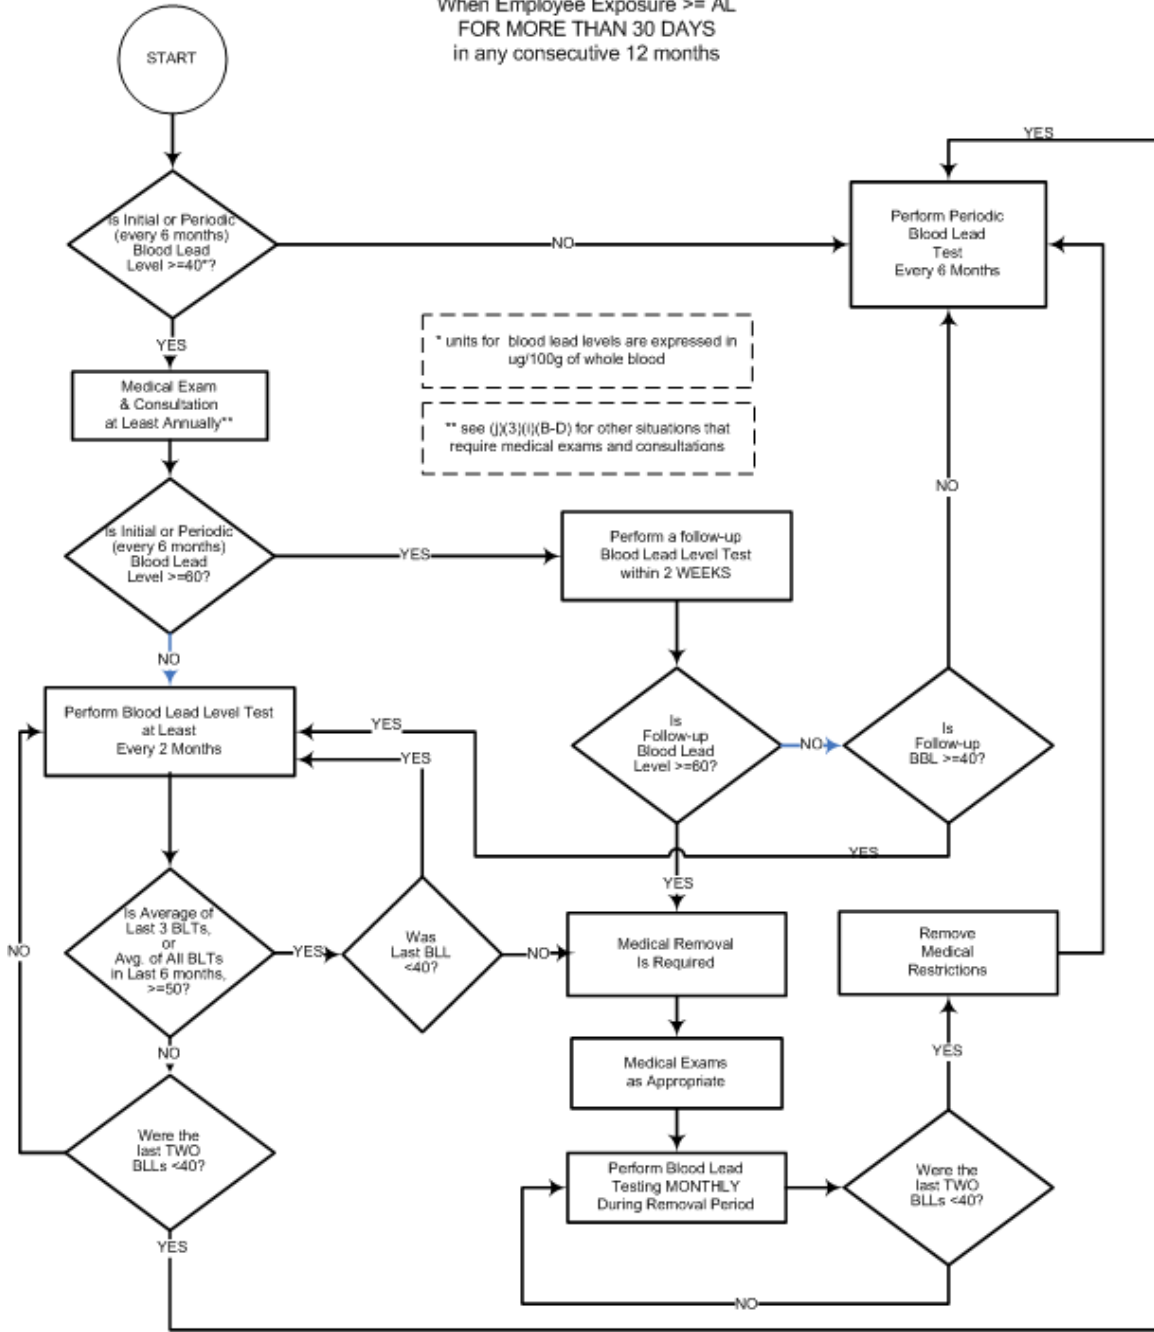 When Employee Exposure >= AL
FOR MORE THAN 30 DAYS
in any consecutive 12 months
START
YES
Is Initial or Periodic
(every 6 months)
Blood Lead
Level >=40*?
NO
Perform Periodic
Blood Lead
Test
Every 6 Months
YES
* units for blood lead levels are expressed in
ug/100g of whole blood
Medical Exam
& Consultation
at Least Annually**
** see (j)(3)(i)(B-D) for other situations that
require medical exams and consultations
NO
Is Initial or Periodic
(every 6 months)
Blood Lead
Level >=60?
YES
Perform a follow-up
Blood Lead Level Test
within 2 WEEKS
NO
Perform Blood Lead Level Test
at Least
Every 2 Months
YES
YES
Is
Follow-up
Blood Lead
Level >=60?
NO
Is
Follow-up
BBL >=40?
YES
YES
NO
Is Average of
Last 3 BLTs,
or
Avg. of All BLTs
in Last 6 months,
>=50?
YES
Was
Last BLL
<40?
NO
Medical Removal
Is Required
Remove
Medical
Restrictions
NO
YES
Medical Exams
as Appropriate
Were the
last TWO
BLLs <40?
Perform Blood Lead
Testing MONTHLY
During Removal Period
Were the
last TWO
BLLs <40?
YES
NO